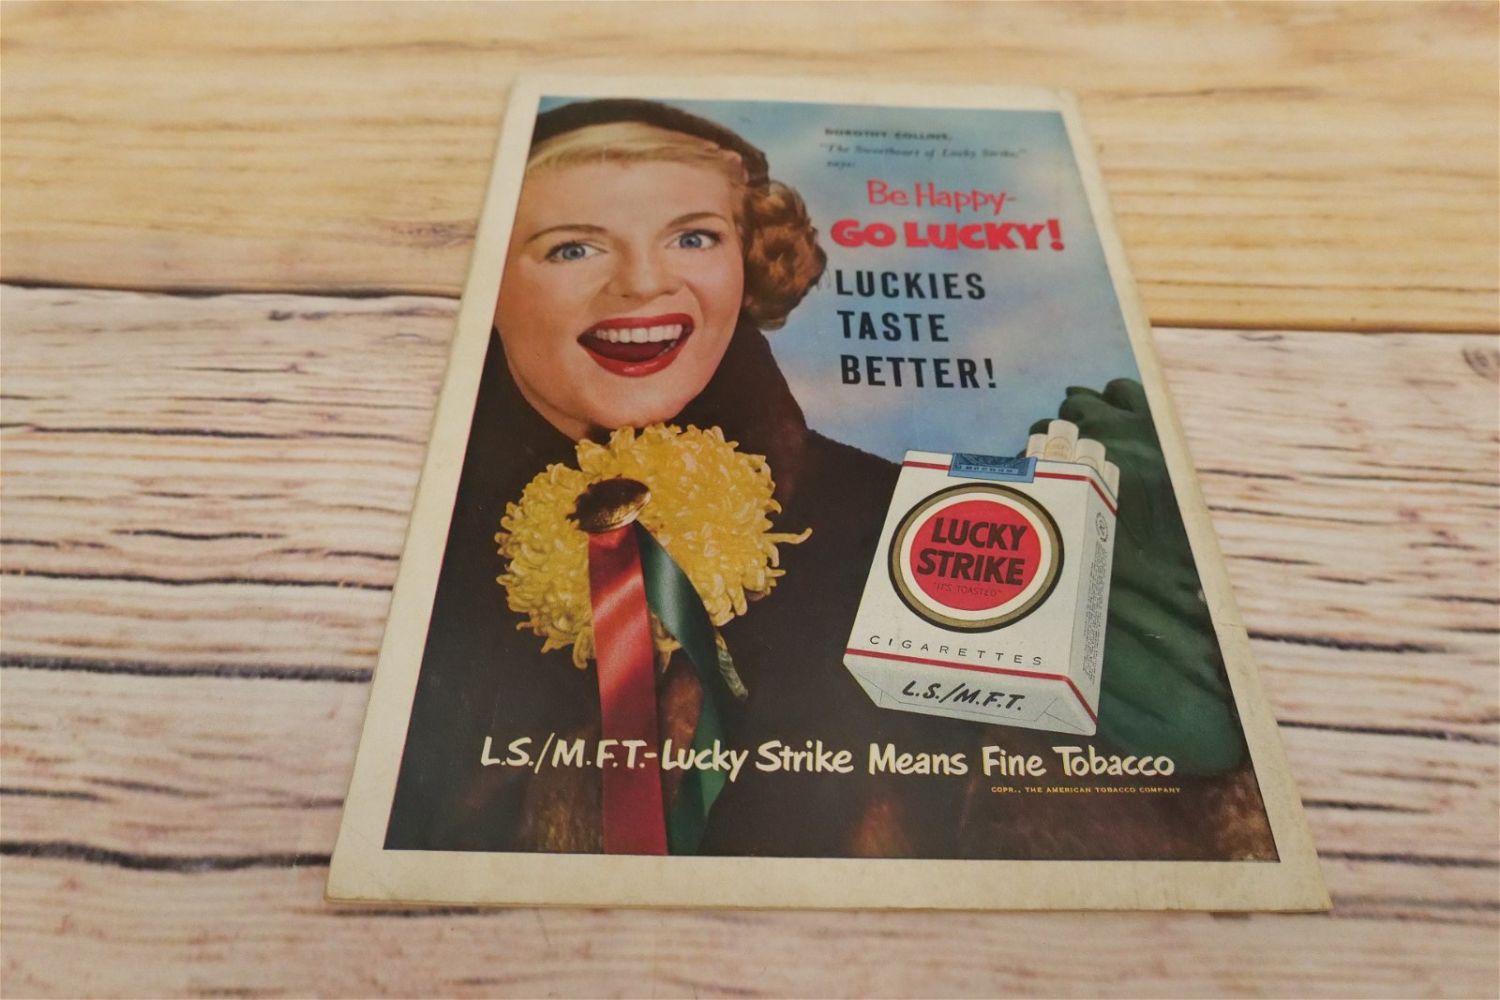 DOROTHY COLLINS,
"The Sweetheart of Lucky Strike,"
says:
Be Happy-
GO LUCKY!
LUCKIES
TASTE
BETTER!
LUCKY
STRIKE
"IT'S TOASTED"
CIGARETTES
L.S./M.F.T.
L.S./M.F.T.-Lucky Strike Means Fine Tobacco
COPR., THE AMERICAN TOBACCO COMPANY